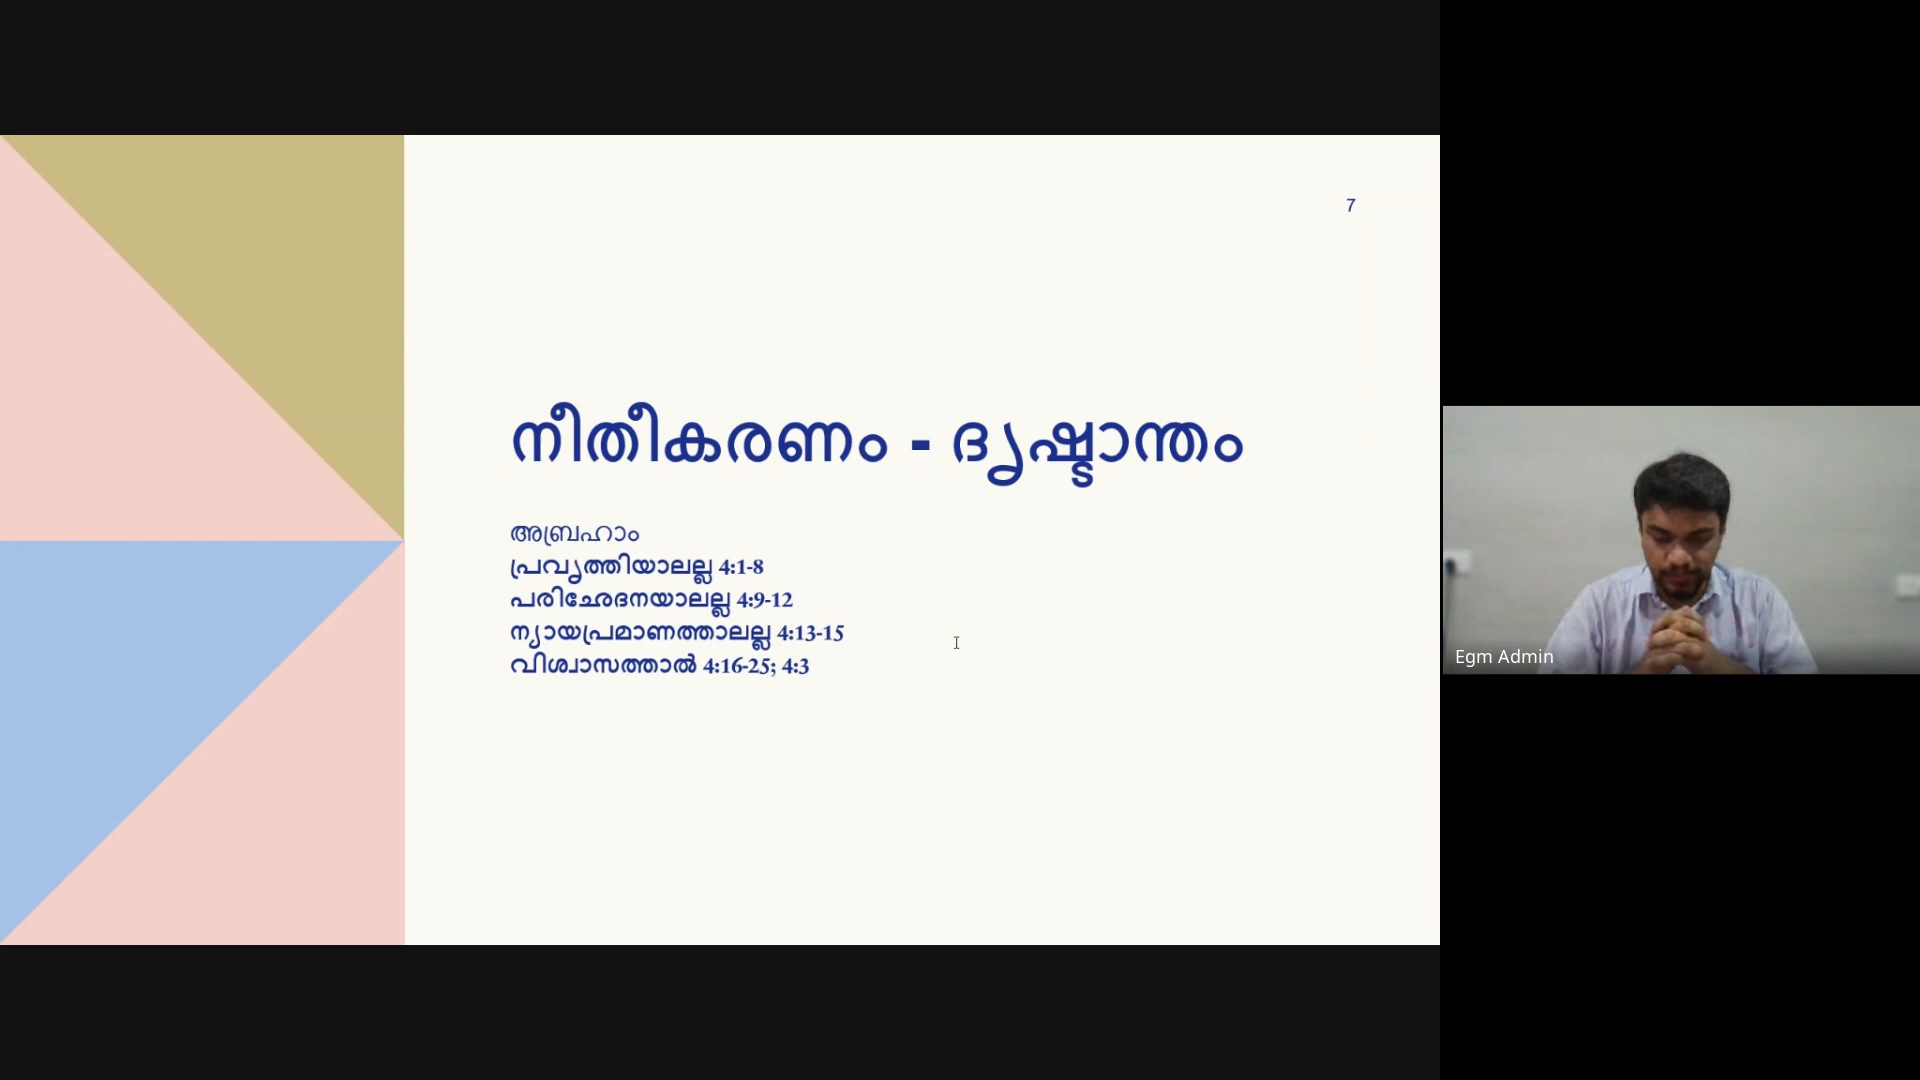 7
നീതീകരണം - ദൃഷ്ടാന്തം
അബ്രഹാം
പ്രവൃത്തിയാലല്ല 4:1-8
പരിഛേദനയാലല്ല 4:9-12
ന്യായപ്രമാണത്താലല്ല 4:13-15
വിശ്വാസത്താൽ 4:16-25; 4:3
Egm Admin